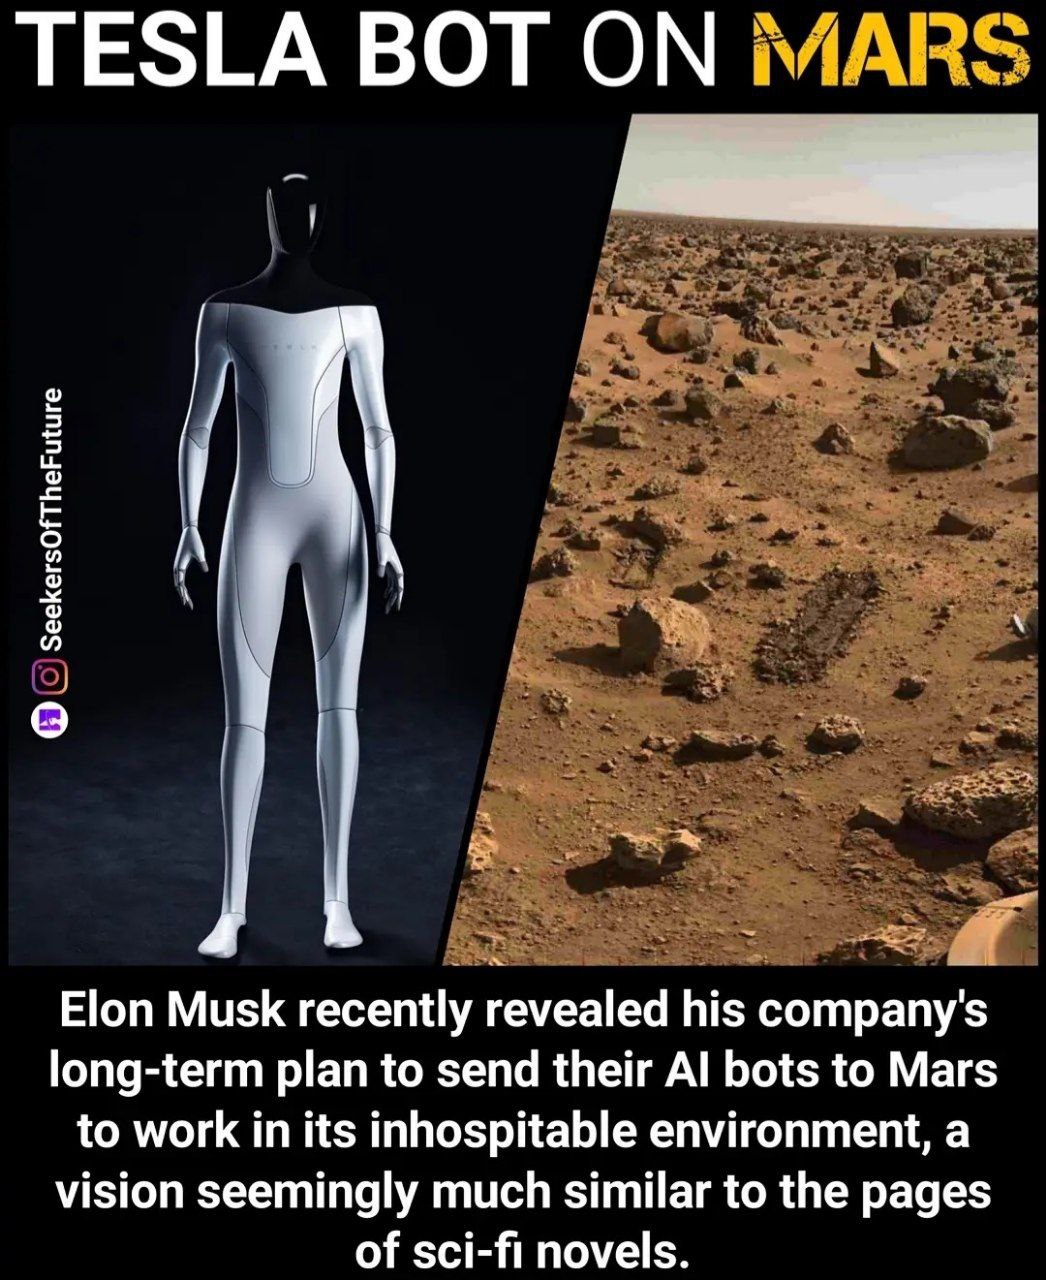 TESLA BOT ON MARS
TESLA
SeekersOfTheFuture
Elon Musk recently revealed his company's
long-term plan to send their AI bots to Mars
to work in its inhospitable environment, a
vision seemingly much similar to the pages
of sci-fi novels.